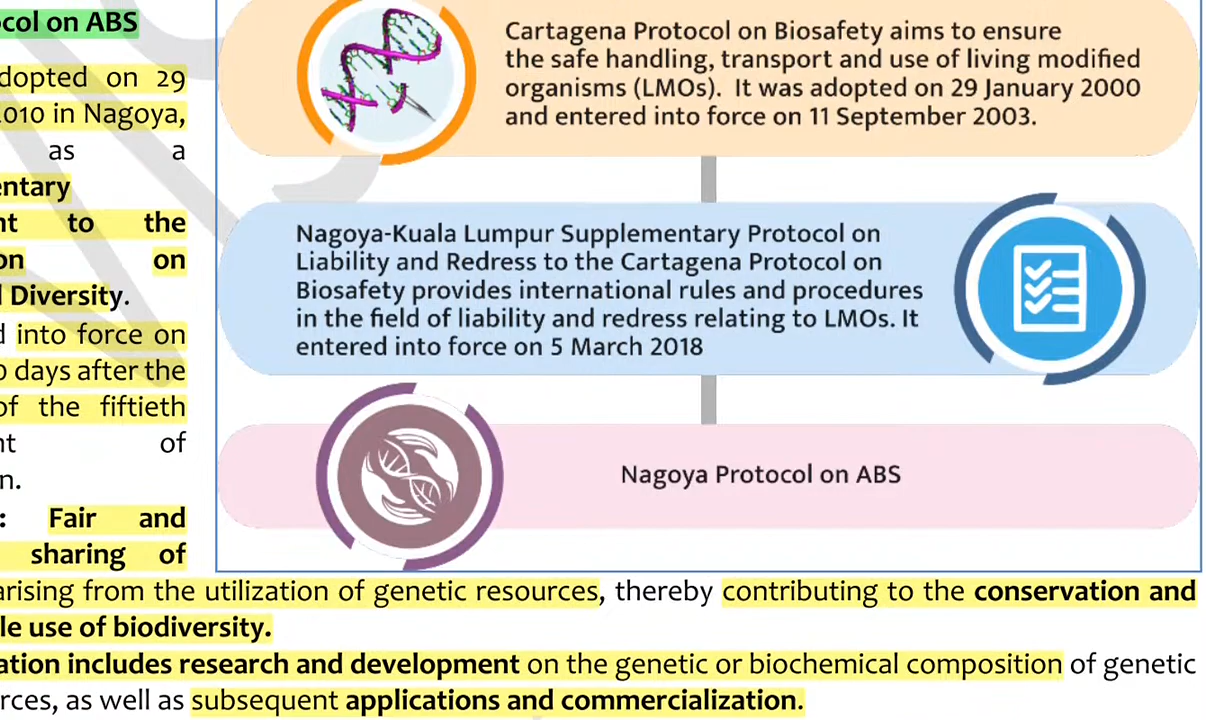 ocol on ABS
dopted on 29
2010 in Nagoya,
as a
entary
nt to the
on on
l Diversity.
d into force on
0 days after the
of the fiftieth
nt of
n.
: Fair and
sharing of
arising from the utilization of genetic resources, thereby contributing to the conservation and
le use of biodiversity.
ation includes research and development on the genetic or biochemical composition of genetic
rces, as well as subsequent applications and commercialization.
Cartagena Protocol on Biosafety aims to ensure
the safe handling, transport and use of living modified
organisms (LMOs). It was adopted on 29 January 2000
and entered into force on 11 September 2003.
Nagoya-Kuala Lumpur Supplementary Protocol on
Liability and Redress to the Cartagena Protocol on
Biosafety provides international rules and procedures
in the field of liability and redress relating to LMOs. It
entered into force on 5 March 2018
Nagoya Protocol on ABS